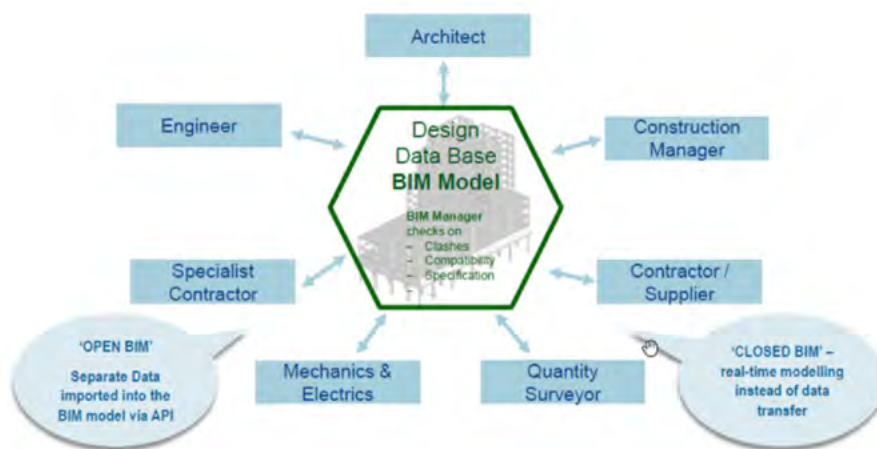 Architect
Engineer
Construction
Manager
Design
Data Base
BIM Model
BIM Manager
checks on
– Clashes
– Compatibility
– Specification
–
Specialist
Contractor
Contractor /
Supplier
Mechanics &
Electrics
Quantity
Surveyor
'OPEN BIM'
Separate Data
imported into the
BIM model via API
'CLOSED BIM' –
real-time modelling
instead of data
transfer